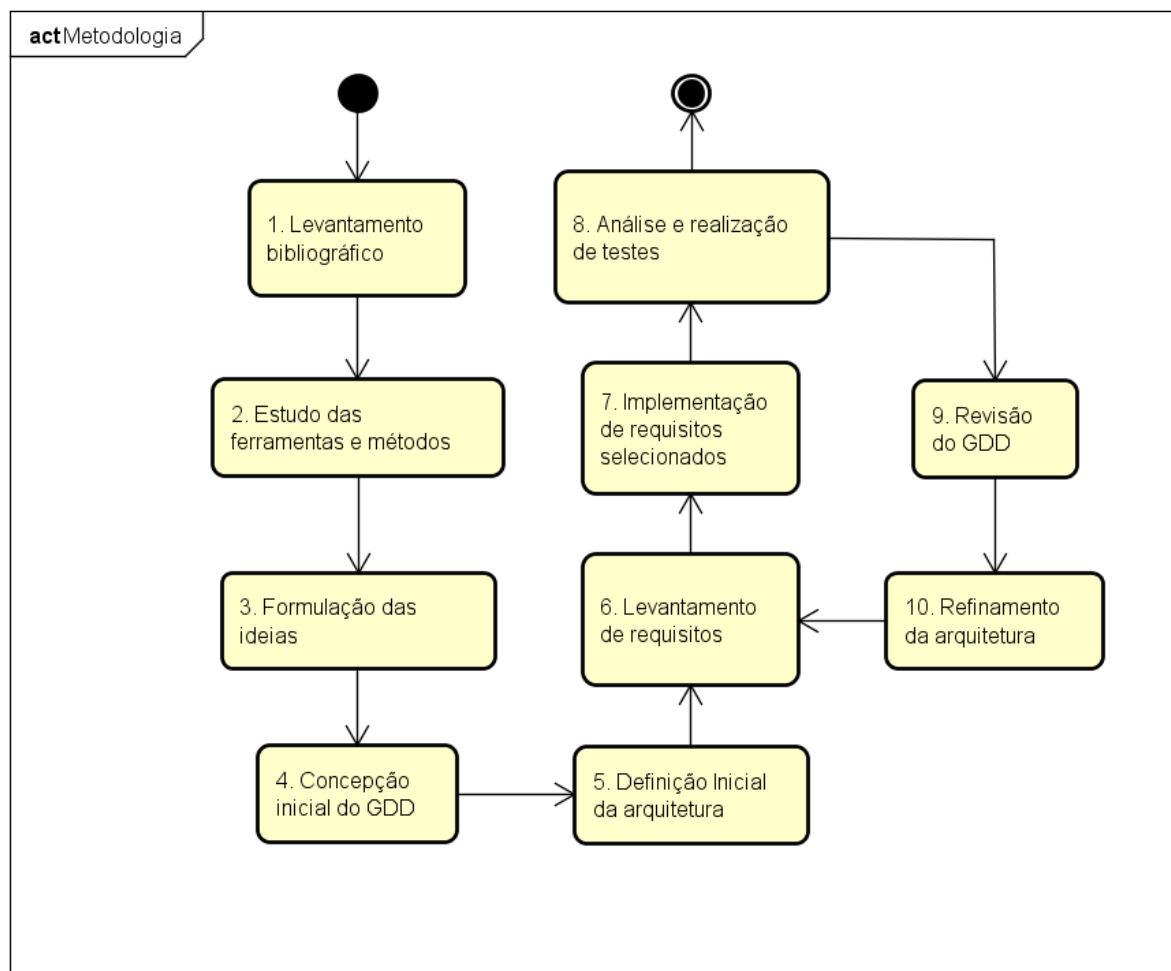 act Metodologia
1. Levantamento
bibliográfico
2. Estudo das
ferramentas e métodos
3. Formulação das
ideias
4. Concepção
inicial do GDD
5. Definição Inicial
da arquitetura
6. Levantamento
de requisitos
7. Implementação
de requisitos
selecionados
8. Análise e realização
de testes
9. Revisão
do GDD
10. Refinamento
da arquitetura